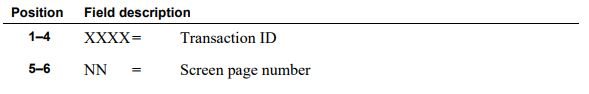 Position Field description
1–4 XXXX= Transaction ID
5–6 NN = Screen page number